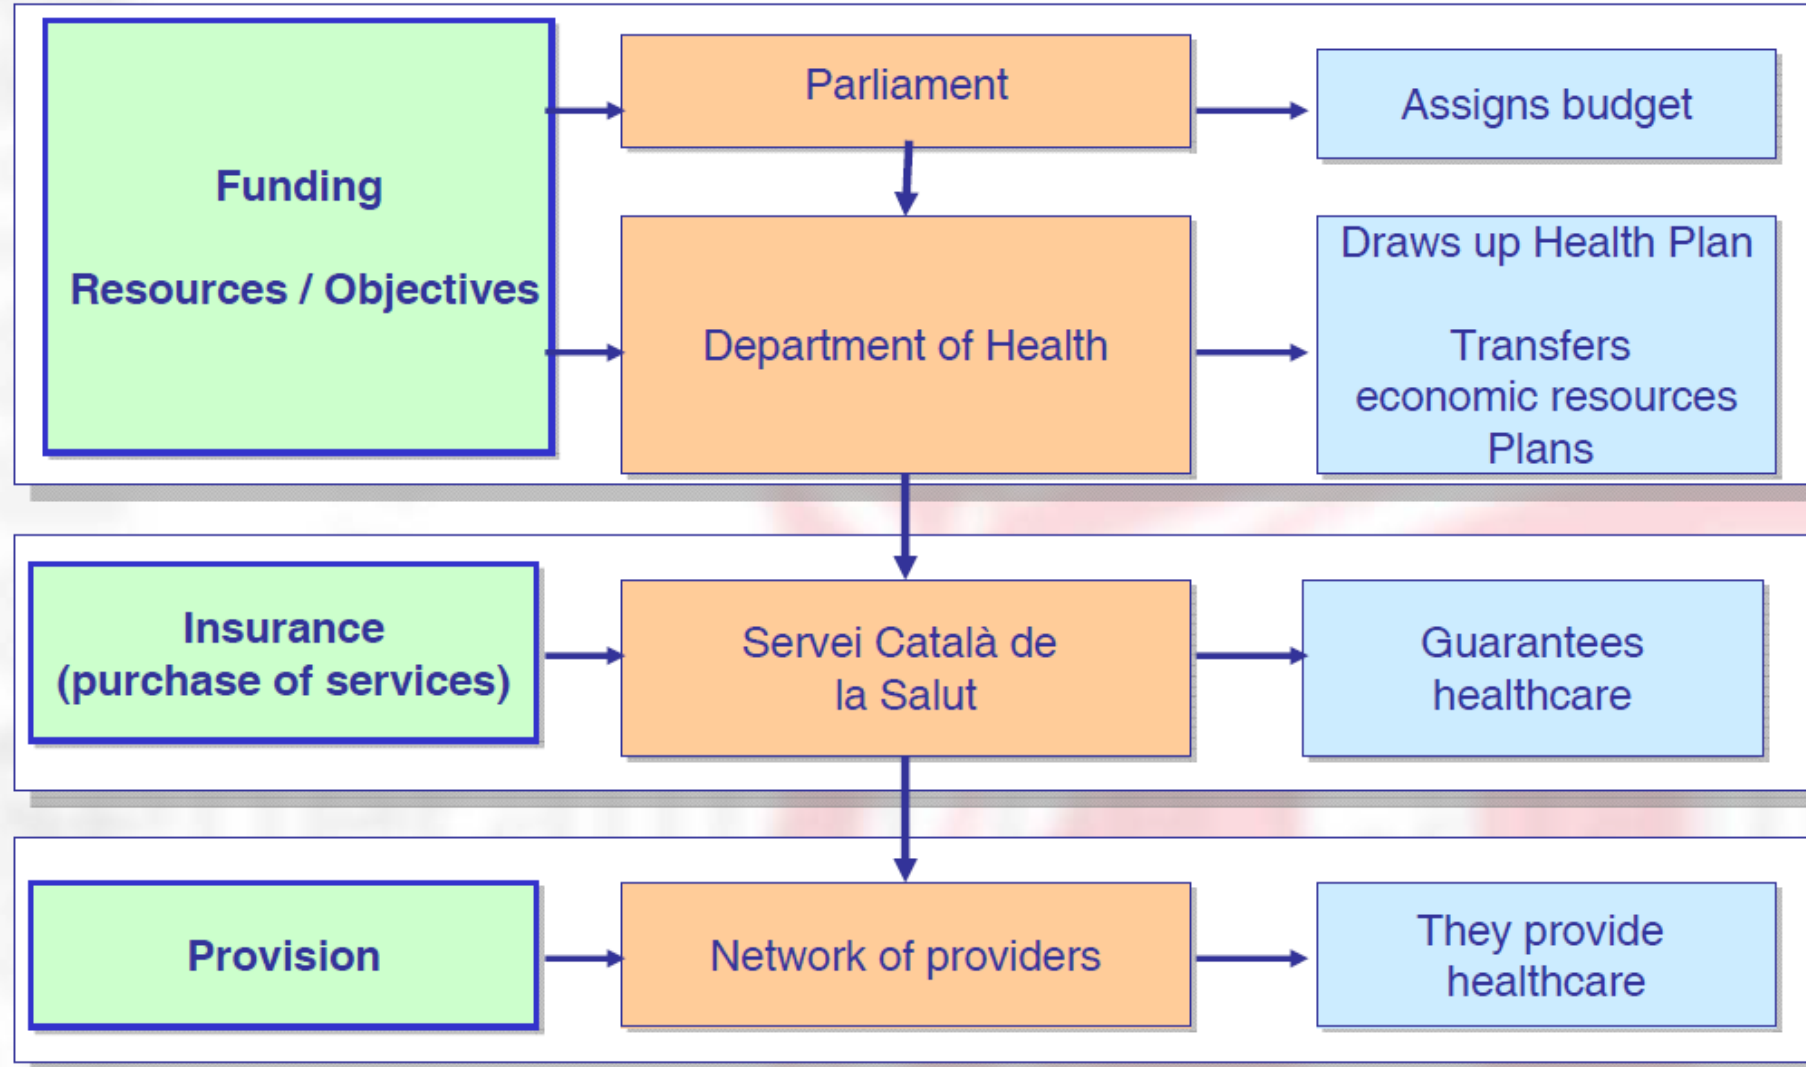 Funding
Resources / Objectives
Parliament
Assigns budget
Department of Health
Draws up Health Plan
Transfers
economic resources
Plans
Insurance
(purchase of services)
Servei Català de
la Salut
Guarantees
healthcare
Provision
Network of providers
They provide
healthcare